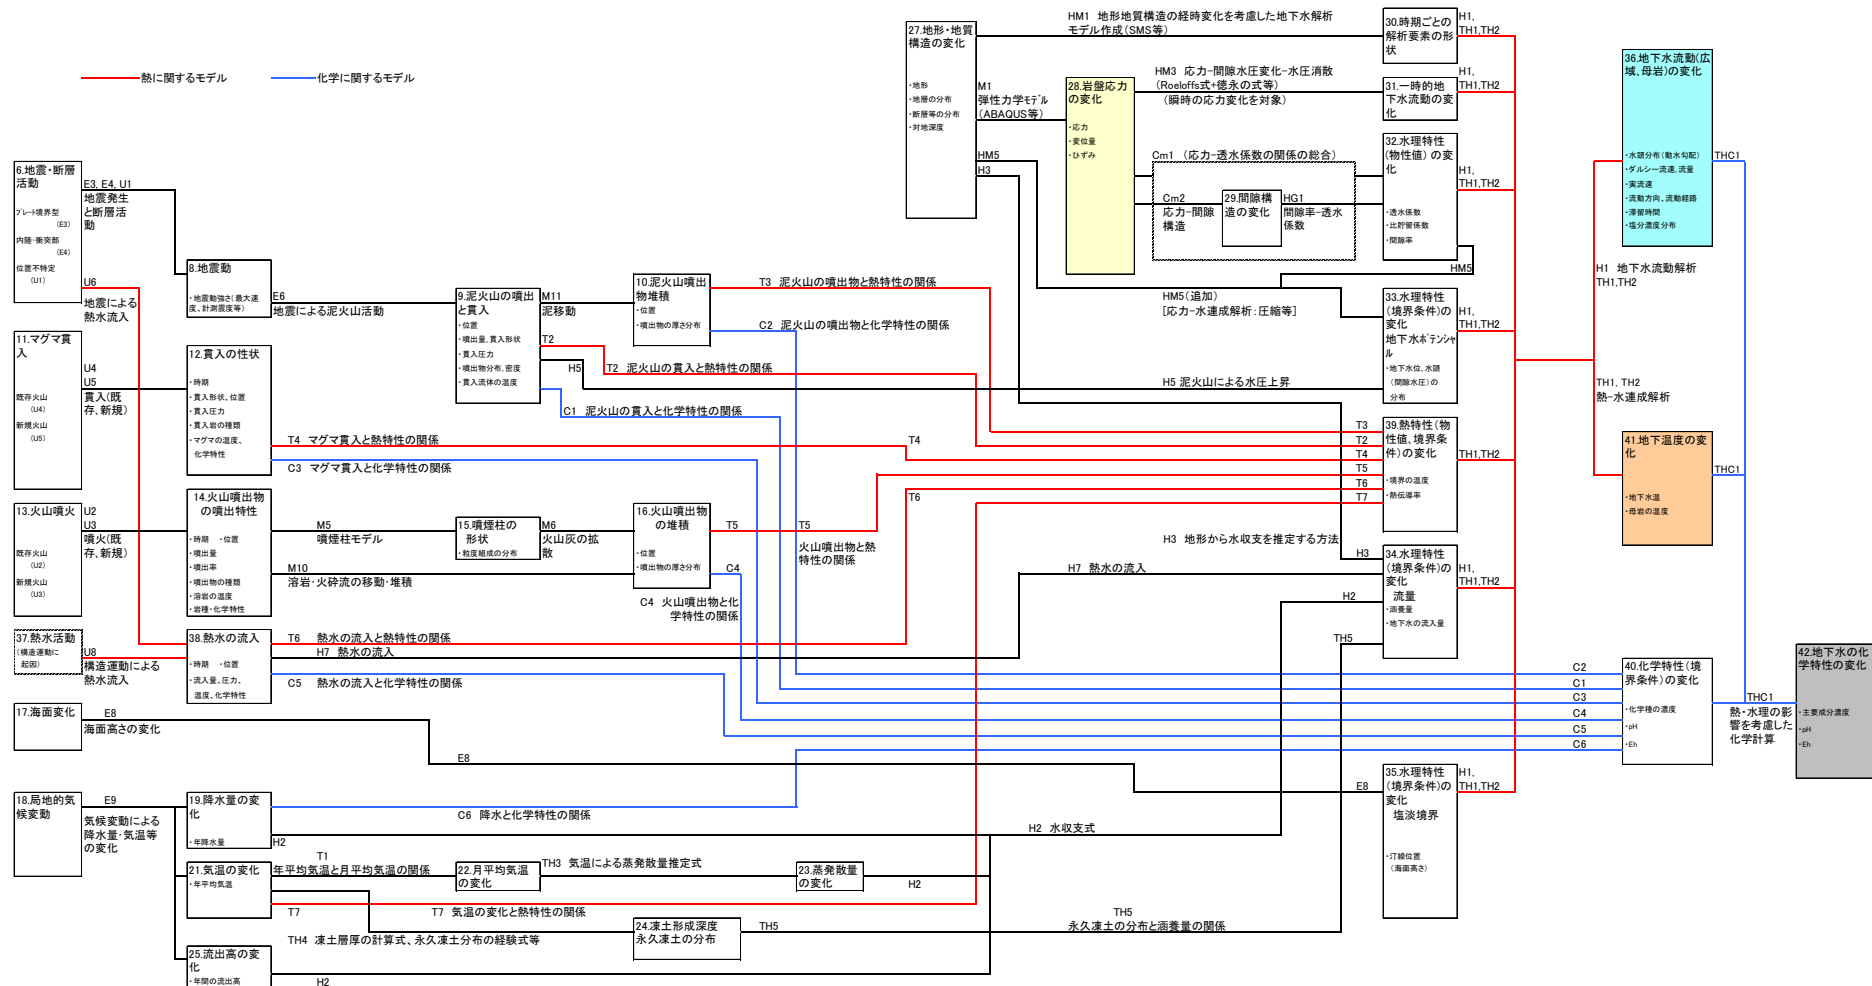 熱に関するモデル
化学に関するモデル
6.地震・断層
活動
プレート境界型
(E3)
内陸・衝突部
(E4)
位置不特定
(U1)
E3, E4, U1
地震発生
と断層活
動
U6
地震による
熱水流入
11.マグマ貫
入
既存火山
(U4)
新規火山
(U5)
U4
U5
貫入(既
存、新規)
13.火山噴火
既存火山
(U2)
新規火山
(U3)
U2
U3
噴火(既
存、新規)
37.熱水活動
(構造運動に
起因)
U8
構造運動による
熱水流入
17.海面変化
E8
海面高さの変化
18.局地的気
候変動
E9
気候変動による
降水量・気温等
の変化
8.地震動
・地震動強さ(最大速
度、計測震度等)
E6
地震による泥火山活動
12.貫入の性状
・時期
・貫入形状、位置
・貫入圧力
・貫入岩の種類
・マグマの温度、
化学特性
T4 マグマ貫入と熱特性の関係
C3 マグマ貫入と化学特性の関係
14.火山噴出物
の噴出特性
・時期 ・位置
・噴出量
・噴出率
・噴出物の種類
・溶岩の温度
・岩種・化学特性
M5
噴煙柱モデル
M10
溶岩・火砕流の移動・堆積
38.熱水の流入
・時期 ・位置
・流入量、圧力、
温度、化学特性
T6 熱水の流入と熱特性の関係
H7 熱水の流入
C5 熱水の流入と化学特性の関係
19.降水量の変
化
・年降水量
C6 降水と化学特性の関係
H2
21.気温の変化
・年平均気温
T1
年平均気温と月平均気温の関係
T7
T7 気温の変化と熱特性の関係
TH4 凍土層厚の計算式、永久凍土分布の経験式等
25.流出高の変
化
・年間の流出高
H2
9.泥火山の噴出
と貫入
・位置
・噴出量、貫入形状
・貫入圧力
・噴出物分布、密度
・貫入流体の温度
M11
泥移動
T2
H5
T2 泥火山の貫入と熱特性の関係
C1 泥火山の貫入と化学特性の関係
15.噴煙柱の
形状
・粒度組成の分布
M6
火山灰の拡
散
22.月平均気温
の変化
TH3 気温による蒸発散量推定式
10.泥火山噴出
物堆積
・位置
・噴出物の厚さ分布
T3 泥火山の噴出物と熱特性の関係
C2 泥火山の噴出物と化学特性の関係
16.火山噴出物
の堆積
・位置
・噴出物の厚さ分布
T5
C4
C4 火山噴出物と化
学特性の関係
T5
火山噴出物と熱
特性の関係
T4
T6
24.凍土形成深度
永久凍土の分布
TH5
23.蒸発散量
の変化
H2
E8
27.地形・地質
構造の変化
・地形
・地層の分布
・断層等の分布
・対地深度
M1
弾性力学モデル
(ABAQUS等)
HM5
H3
HM1 地形地質構造の経時変化を考慮した地下水解析
モデル作成(SMS等)
28.岩盤応力
の変化
・応力
・変位量
・ひずみ
HM3 応力-間隙水圧変化-水圧消散
(Roeloffs式+徳永の式等)
(瞬時の応力変化を対象)
Cm1 (応力-透水係数の関係の総合)
Cm2
応力-間隙
構造
29.間隙構
造の変化
HG1
間隙率-透水
係数
HM5
HM5(追加)
[応力-水連成解析:圧縮等]
H5 泥火山による水圧上昇
H3 地形から水収支を推定する方法
H7 熱水の流入
H2 水収支式
TH5
永久凍土の分布と涵養量の関係
30.時期ごとの
解析要素の形
状
H1,
TH1,TH2
31.一時的地
下水流動の変
化
H1,
TH1,TH2
32.水理特性
(物性値) の変
化
・透水係数
・比貯留係数
・間隙率
H1,
TH1,TH2
33.水理特性
(境界条件)の
変化
地下水ポテンシャ
ル
・地下水位、水頭
(間隙水圧)の
分布
H1,
TH1,TH2
T3
T2
T4
T5
T6
T7
39.熱特性(物
性値、境界条
件)の変化
・境界の温度
・熱伝導率
TH1,TH2
H3
H2
TH5
34.水理特性
(境界条件)の
変化
流量
・涵養量
・地下水の流入量
H1,
TH1,TH2
E8
35.水理特性
(境界条件)の
変化
塩淡境界
・汀線位置
(海面高さ)
H1,
TH1,TH2
H1 地下水流動解析
TH1,TH2
TH1, TH2
熱-水連成解析
36.地下水流動(広
域、母岩)の変化
・水頭分布(動水勾配)
・ダルシー流速、流量
・実流速
・流動方向、流動経路
・滞留時間
・塩分濃度分布
THC1
41.地下温度の変
化
・地下水温
・母岩の温度
THC1
C2
C1
C3
C4
C5
C6
40.化学特性(境
界条件)の変化
・化学種の濃度
・pH
・Eh
THC1
熱・水理の影
響を考慮した
化学計算
42.地下水の化
学特性の変化
・主要成分濃度
・pH
・Eh